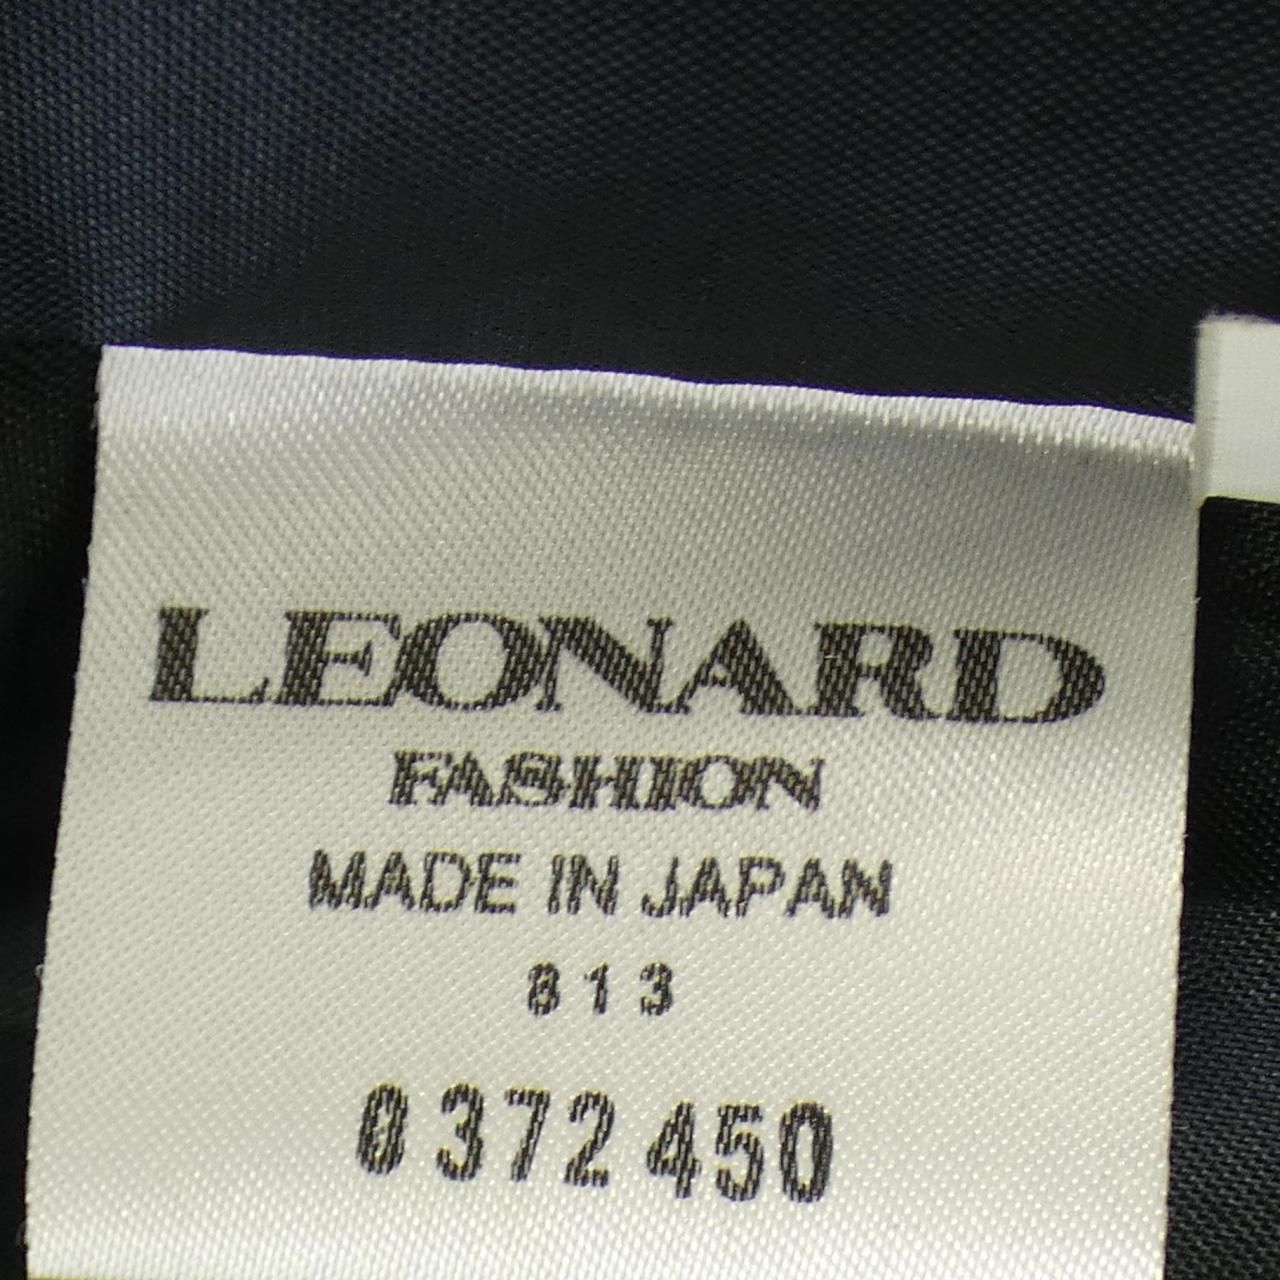 LEONARD
FASHION
MADE IN JAPAN
813
0372450